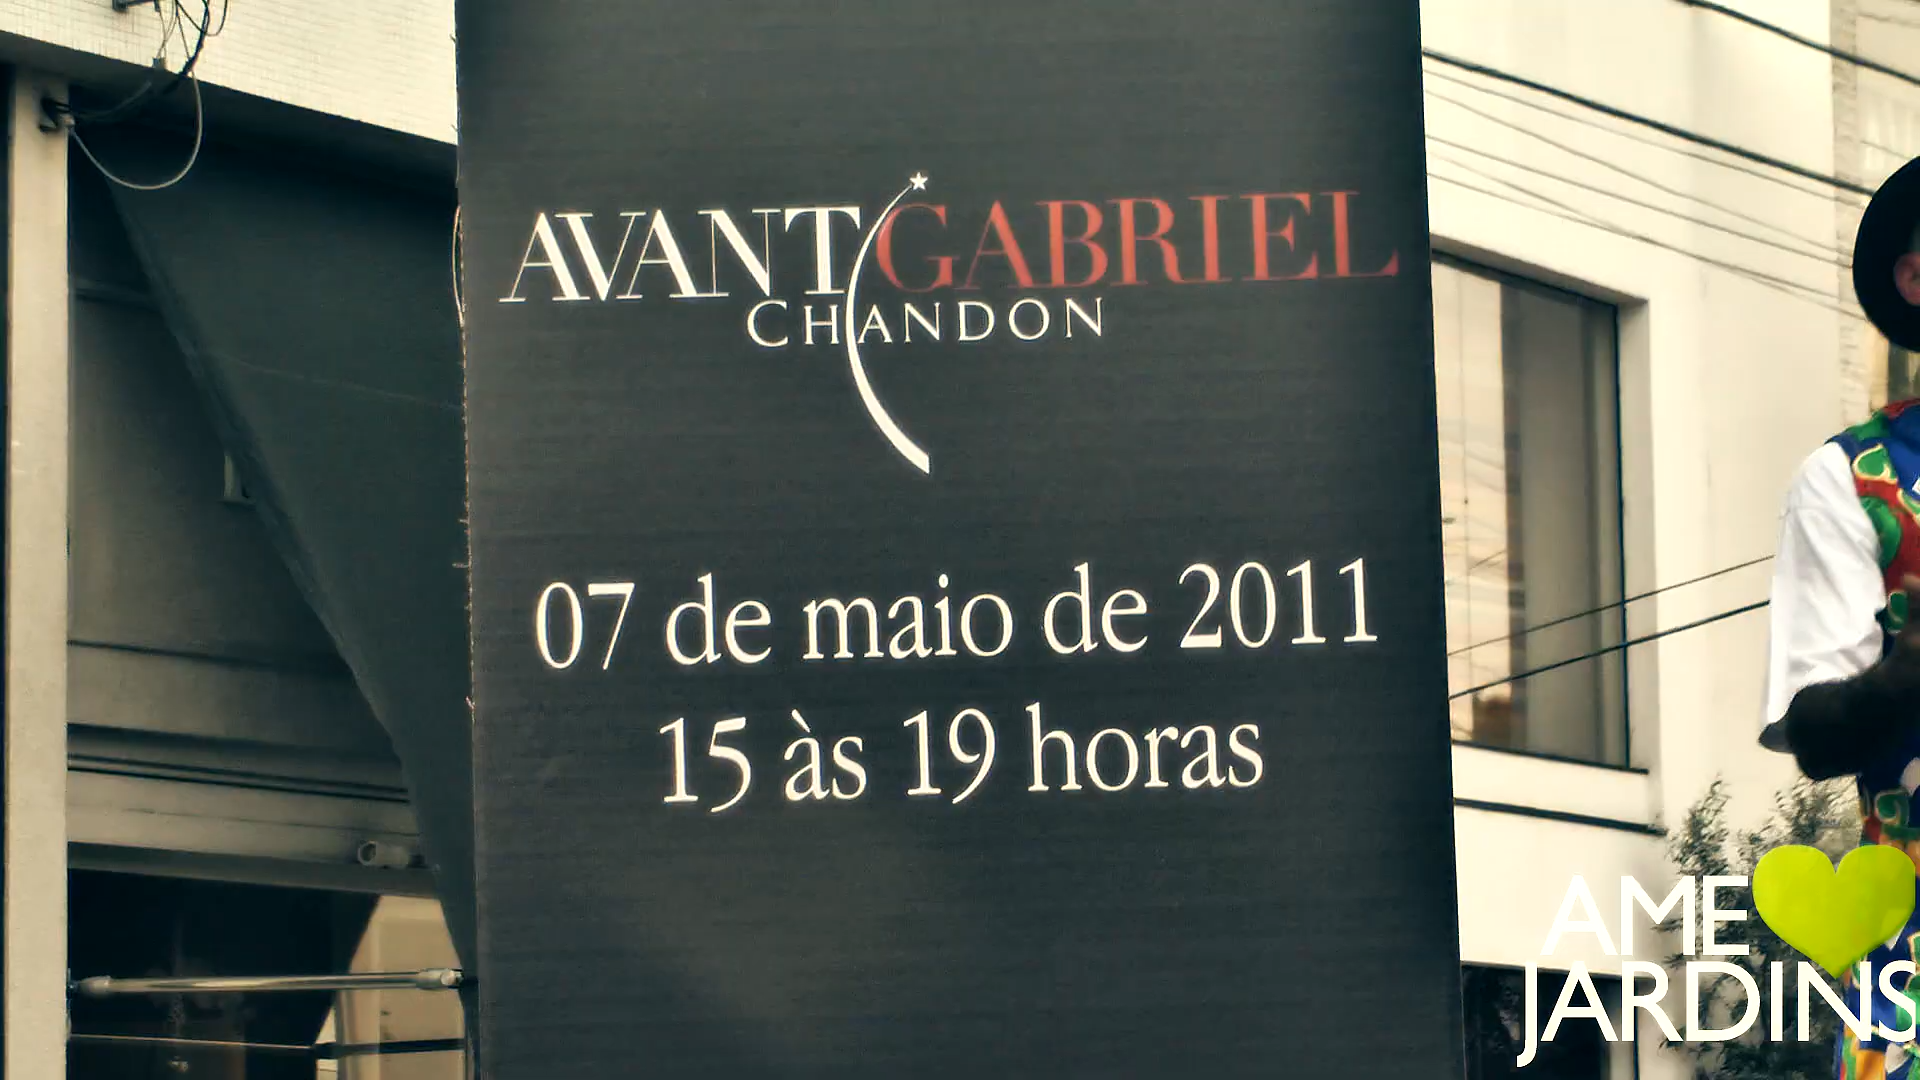 AVANT GABRIEL
CHANDON
07 de maio de 2011
15 às 19 horas
AME
JARDINS